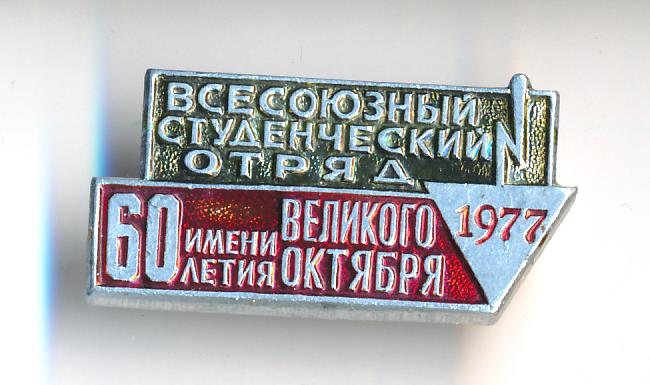 ВСЕСОЮЗНЫЙ
СТУДЕНЧЕСКИЙ
ОТРЯД
60 ИМЕНИ ЛЕТИЯ ВЕЛИКОГО ОКТЯБРЯ
1977